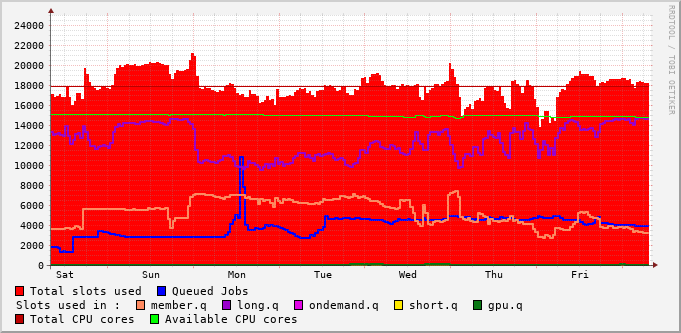 24000
22000
20000
18000
16000
14000
12000
10000
8000
6000
4000
2000
0
Sat Sun Mon Tue Wed Thu Fri
Total slots used Queued Jobs
Slots used in : member.q long.q ondemand.q short.q gpu.q
Total CPU cores Available CPU cores
RRDTOOL / TOBI OETIKER